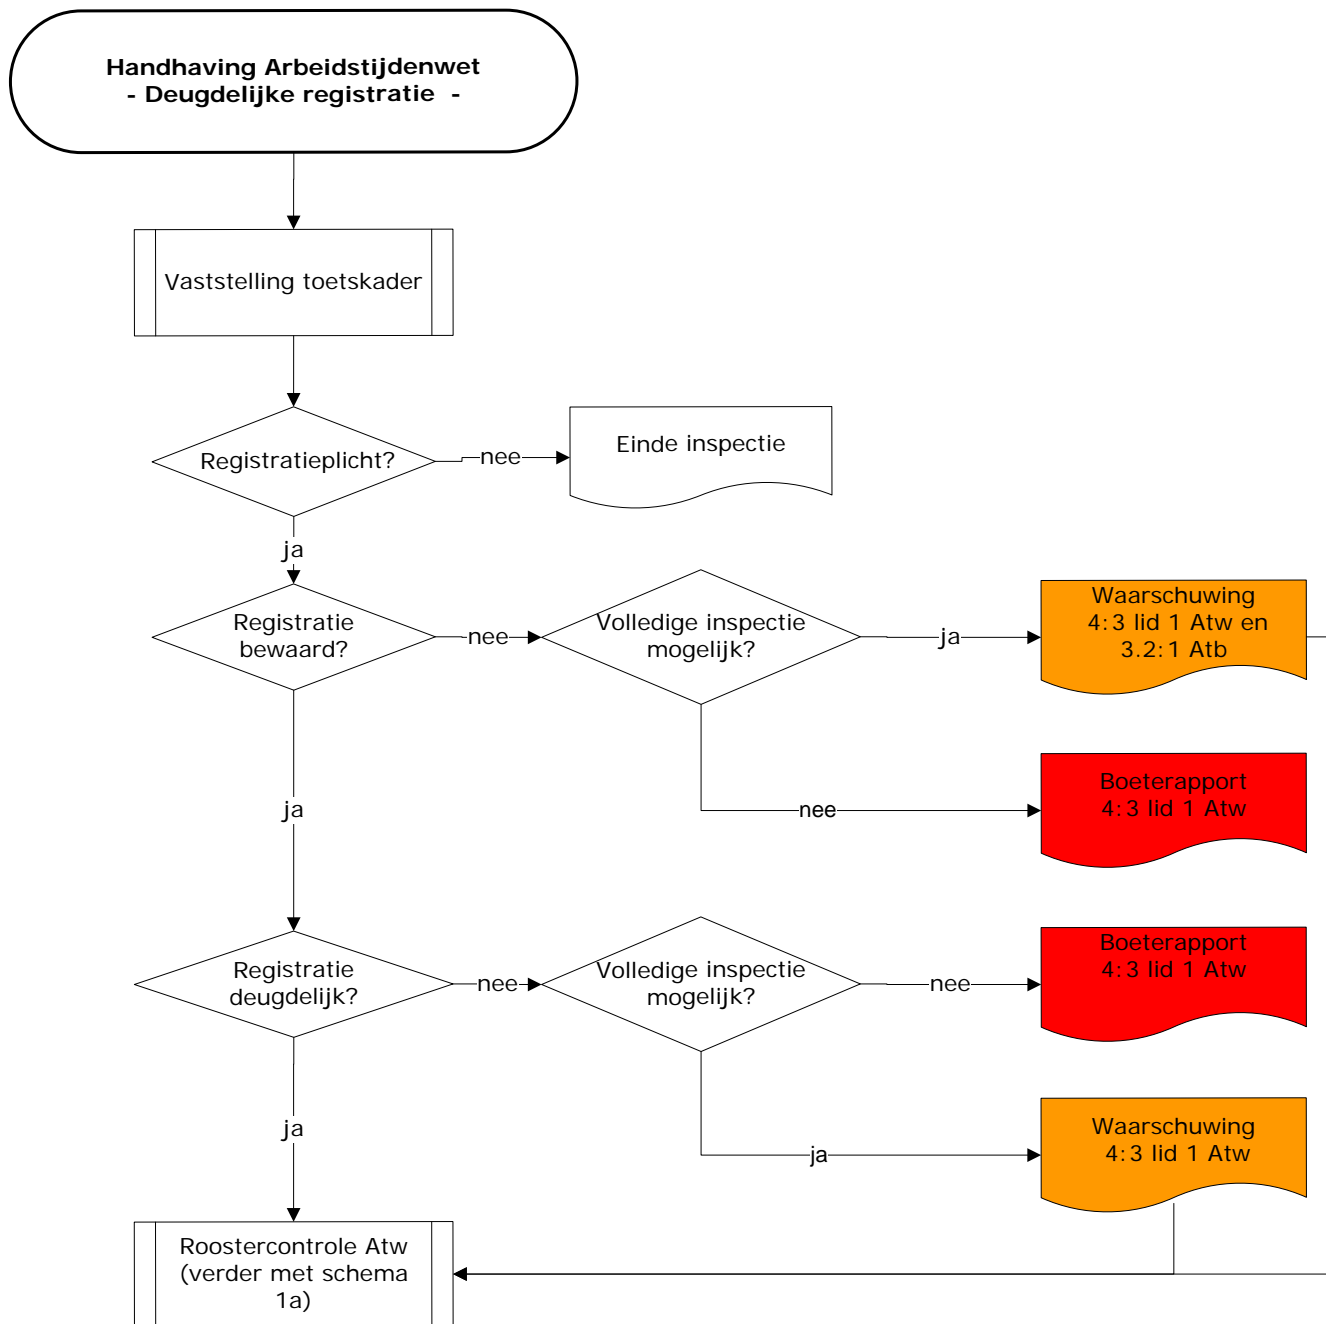 Handhaving Arbeidstijdenwet
- Deugdelijke registratie -
Vaststelling toetskader
Registratieplicht?
nee
Einde inspectie
ja
Registratie
bewaard?
nee
Volledige inspectie
mogelijk?
ja
Waarschuwing
4:3 lid 1 Atw en
3.2:1 Atb
nee
Boeterapport
4:3 lid 1 Atw
ja
Registratie
deugdelijk?
nee
Volledige inspectie
mogelijk?
nee
Boeterapport
4:3 lid 1 Atw
ja
Waarschuwing
4:3 lid 1 Atw
ja
Roostercontrole Atw
(verder met schema
1a)